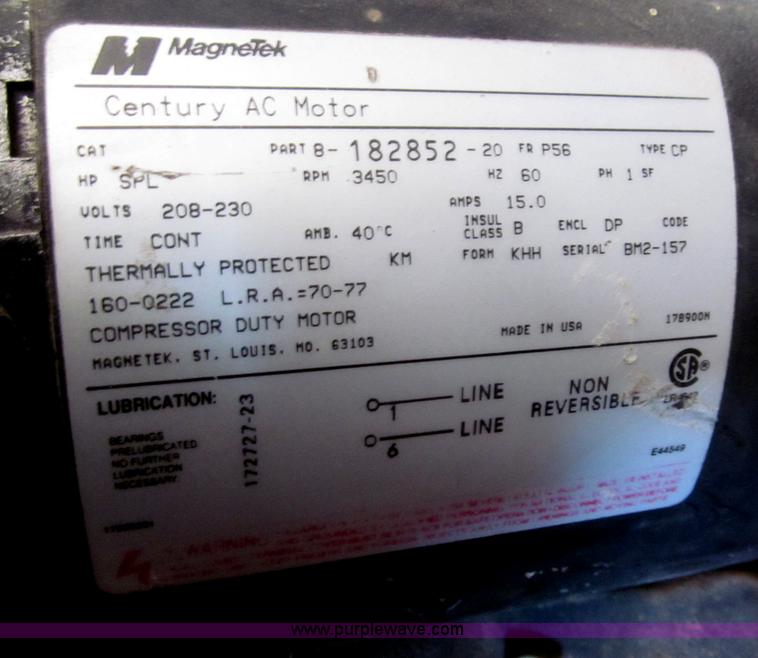 MagneTek
Century AC Motor
CAT PART 8-182852-20 FR P56 TYPE CP
HP SPL RPM 3450 HZ 60 PH 1 SF
VOLTS 208-230 AMPS 15.0
TIME CONT AMB. 40°C INSUL CLASS B ENCL DP CODE
THERMALLY PROTECTED KM FORM KHH SERIAL BM2-157
160-0222 L.R.A.=70-77
COMPRESSOR DUTY MOTOR
MAGNETEK, ST. LOUIS, MO. 63103 MADE IN USA 178900M
LUBRICATION:
BEARINGS
PRELUBRICATED
NO FURTHER
LUBRICATION
NECESSARY.
172727-23
1 LINE
6 LINE
NON
REVERSIBLE
SA®
E44549
WARNING
www.purplewave.com